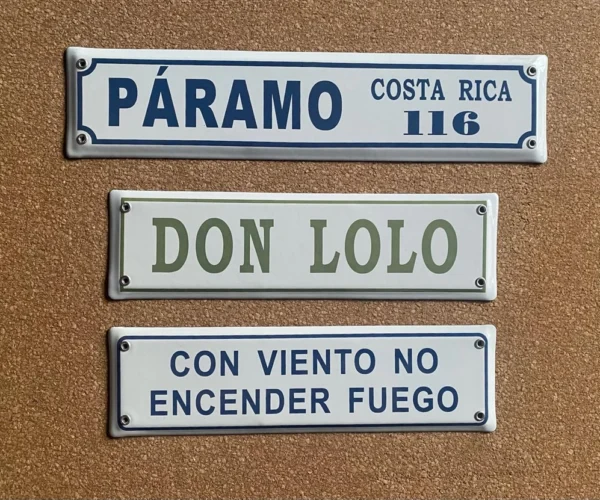 PÁRAMO COSTA RICA
116
DON LOLO
CON VIENTO NO
ENCENDER FUEGO